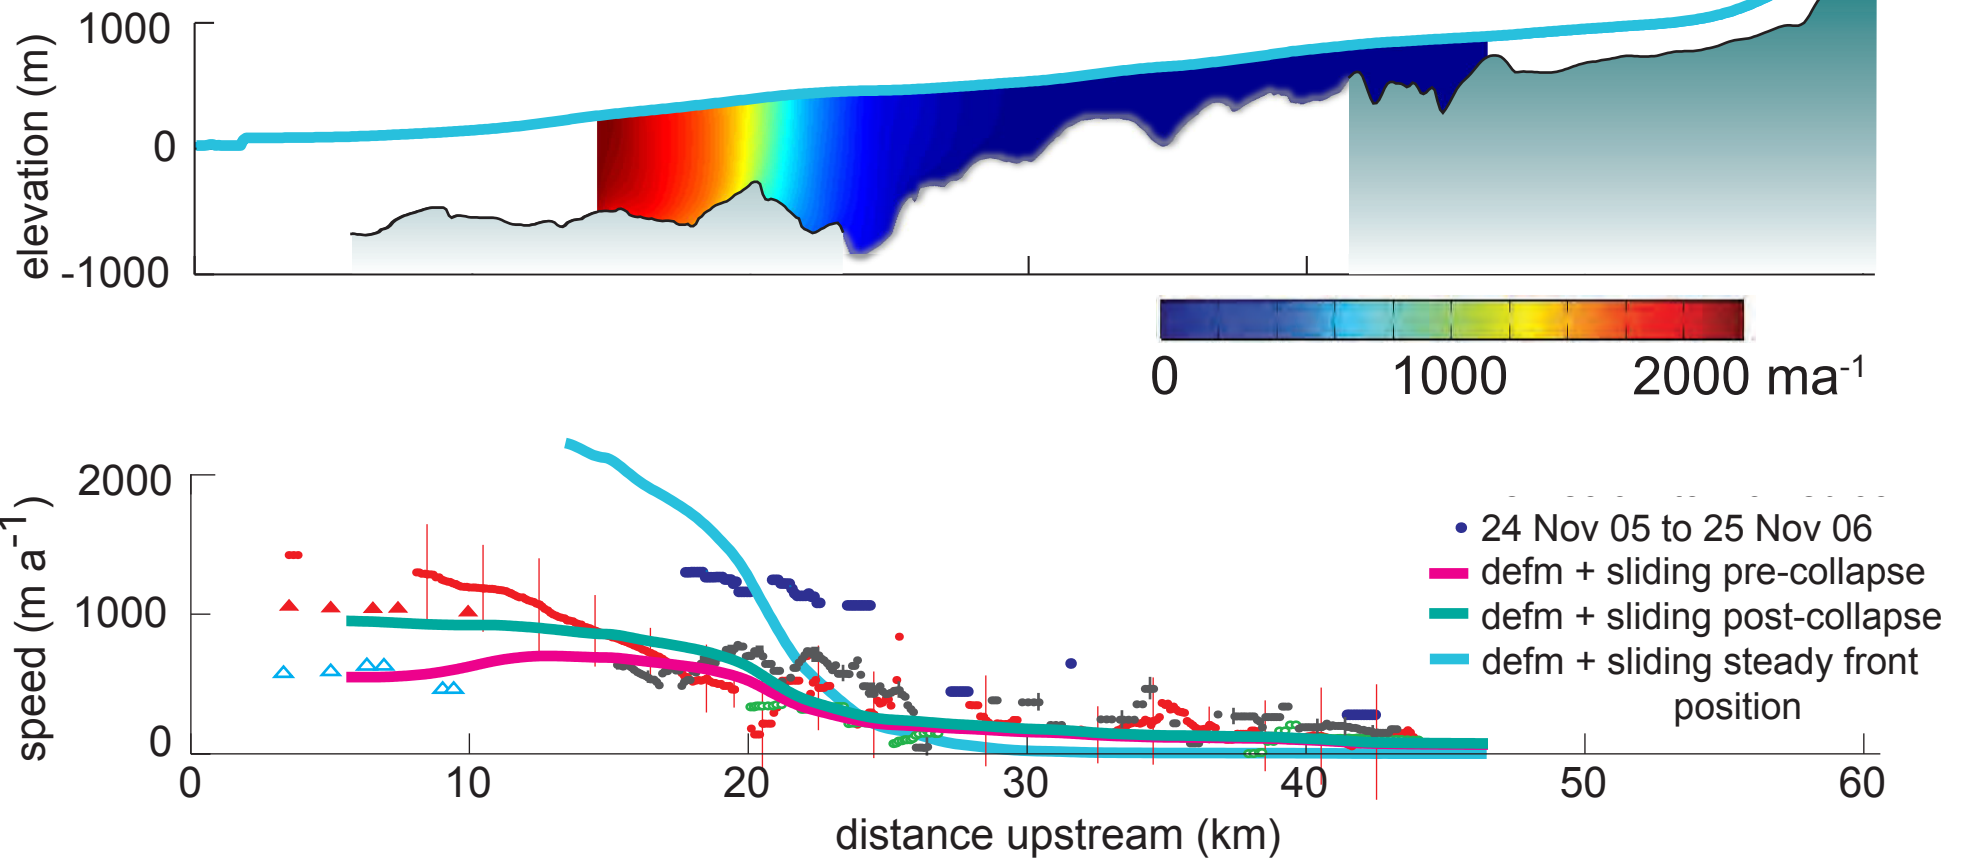 1000
0
-1000
elevation (m)
0 1000 2000 ma-1
2000
1000
0
speed (m a-1)
24 Nov 05 to 25 Nov 06
defm + sliding pre-collapse
defm + sliding post-collapse
defm + sliding steady front
position
0 10 20 30 40 50 60
distance upstream (km)